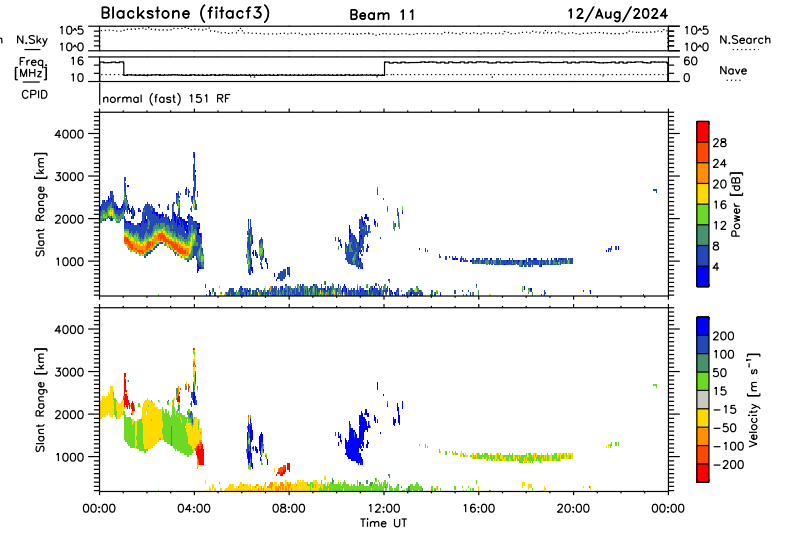 Blackstone (fitacf3) Beam 11 12/Aug/2024
N.Sky 10^5 10^0 10^5 10^0 N.Search
Freq. [MHz] 16 10 60 0 Nave
CPID normal (fast) 151 RF
Slant Range [km] 4000 3000 2000 1000
28 24 20 16 12 8 4 Power [dB]
Slant Range [km] 4000 3000 2000 1000
200 100 50 15 −15 −50 −100 −200 Velocity [m s⁻¹]
00:00 04:00 08:00 12:00 16:00 20:00 00:00
Time UT